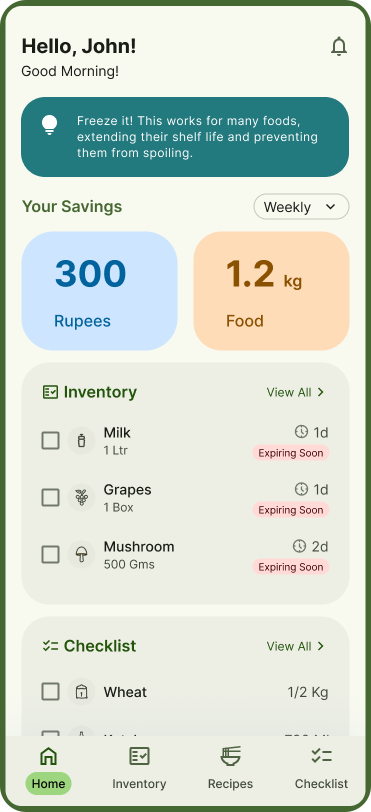 Hello, John!
Good Morning!
Freeze it! This works for many foods,
extending their shelf life and preventing
them from spoiling.
Your Savings
Weekly
300
Rupees
1.2 kg
Food
Inventory
View All
Milk
1 Ltr
1d
Expiring Soon
Grapes
1 Box
1d
Expiring Soon
Mushroom
500 Gms
2d
Expiring Soon
Checklist
View All
Wheat
1/2 Kg
Home
Inventory
Recipes
Checklist